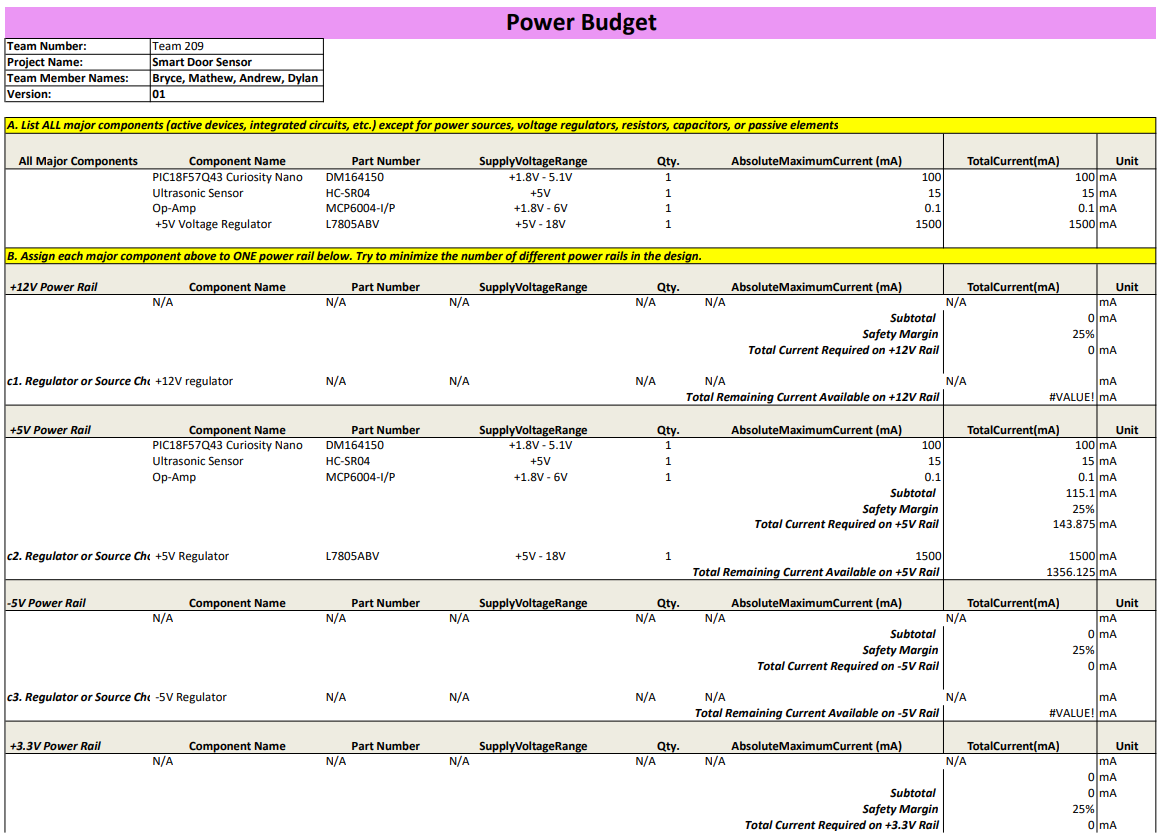 Power Budget
Team Number: Team 209
Project Name: Smart Door Sensor
Team Member Names: Bryce, Mathew, Andrew, Dylan
Version: 01
A. List ALL major components (active devices, integrated circuits, etc.) except for power sources, voltage regulators, resistors, capacitors, or passive elements
All Major Components Component Name Part Number SupplyVoltageRange Qty. AbsoluteMaximumCurrent (mA) TotalCurrent(mA) Unit
PIC18F57Q43 Curiosity Nano DM164150 +1.8V - 5.1V 1 100 100 mA
Ultrasonic Sensor HC-SR04 +5V 1 15 15 mA
Op-Amp MCP6004-I/P +1.8V - 6V 1 0.1 0.1 mA
+5V Voltage Regulator L7805ABV +5V - 18V 1 1500 1500 mA
B. Assign each major component above to ONE power rail below. Try to minimize the number of different power rails in the design.
+12V Power Rail Component Name Part Number SupplyVoltageRange Qty. AbsoluteMaximumCurrent (mA) TotalCurrent(mA) Unit
N/A N/A N/A N/A N/A N/A mA
Subtotal 0 mA
Safety Margin 25%
Total Current Required on +12V Rail 0 mA
c1. Regulator or Source Cho +12V regulator N/A N/A N/A N/A N/A mA
Total Remaining Current Available on +12V Rail #VALUE! mA
+5V Power Rail Component Name Part Number SupplyVoltageRange Qty. AbsoluteMaximumCurrent (mA) TotalCurrent(mA) Unit
PIC18F57Q43 Curiosity Nano DM164150 +1.8V - 5.1V 1 100 100 mA
Ultrasonic Sensor HC-SR04 +5V 1 15 15 mA
Op-Amp MCP6004-I/P +1.8V - 6V 1 0.1 0.1 mA
Subtotal 115.1 mA
Safety Margin 25%
Total Current Required on +5V Rail 143.875 mA
c2. Regulator or Source Cho +5V Regulator L7805ABV +5V - 18V 1 1500 1500 mA
Total Remaining Current Available on +5V Rail 1356.125 mA
-5V Power Rail Component Name Part Number SupplyVoltageRange Qty. AbsoluteMaximumCurrent (mA) TotalCurrent(mA) Unit
N/A N/A N/A N/A N/A N/A mA
Subtotal 0 mA
Safety Margin 25%
Total Current Required on -5V Rail 0 mA
c3. Regulator or Source Cho -5V Regulator N/A N/A N/A N/A N/A mA
Total Remaining Current Available on -5V Rail #VALUE! mA
+3.3V Power Rail Component Name Part Number SupplyVoltageRange Qty. AbsoluteMaximumCurrent (mA) TotalCurrent(mA) Unit
N/A N/A N/A N/A N/A N/A mA
0 mA
Subtotal 0 mA
Safety Margin 25%
Total Current Required on +3.3V Rail 0 mA